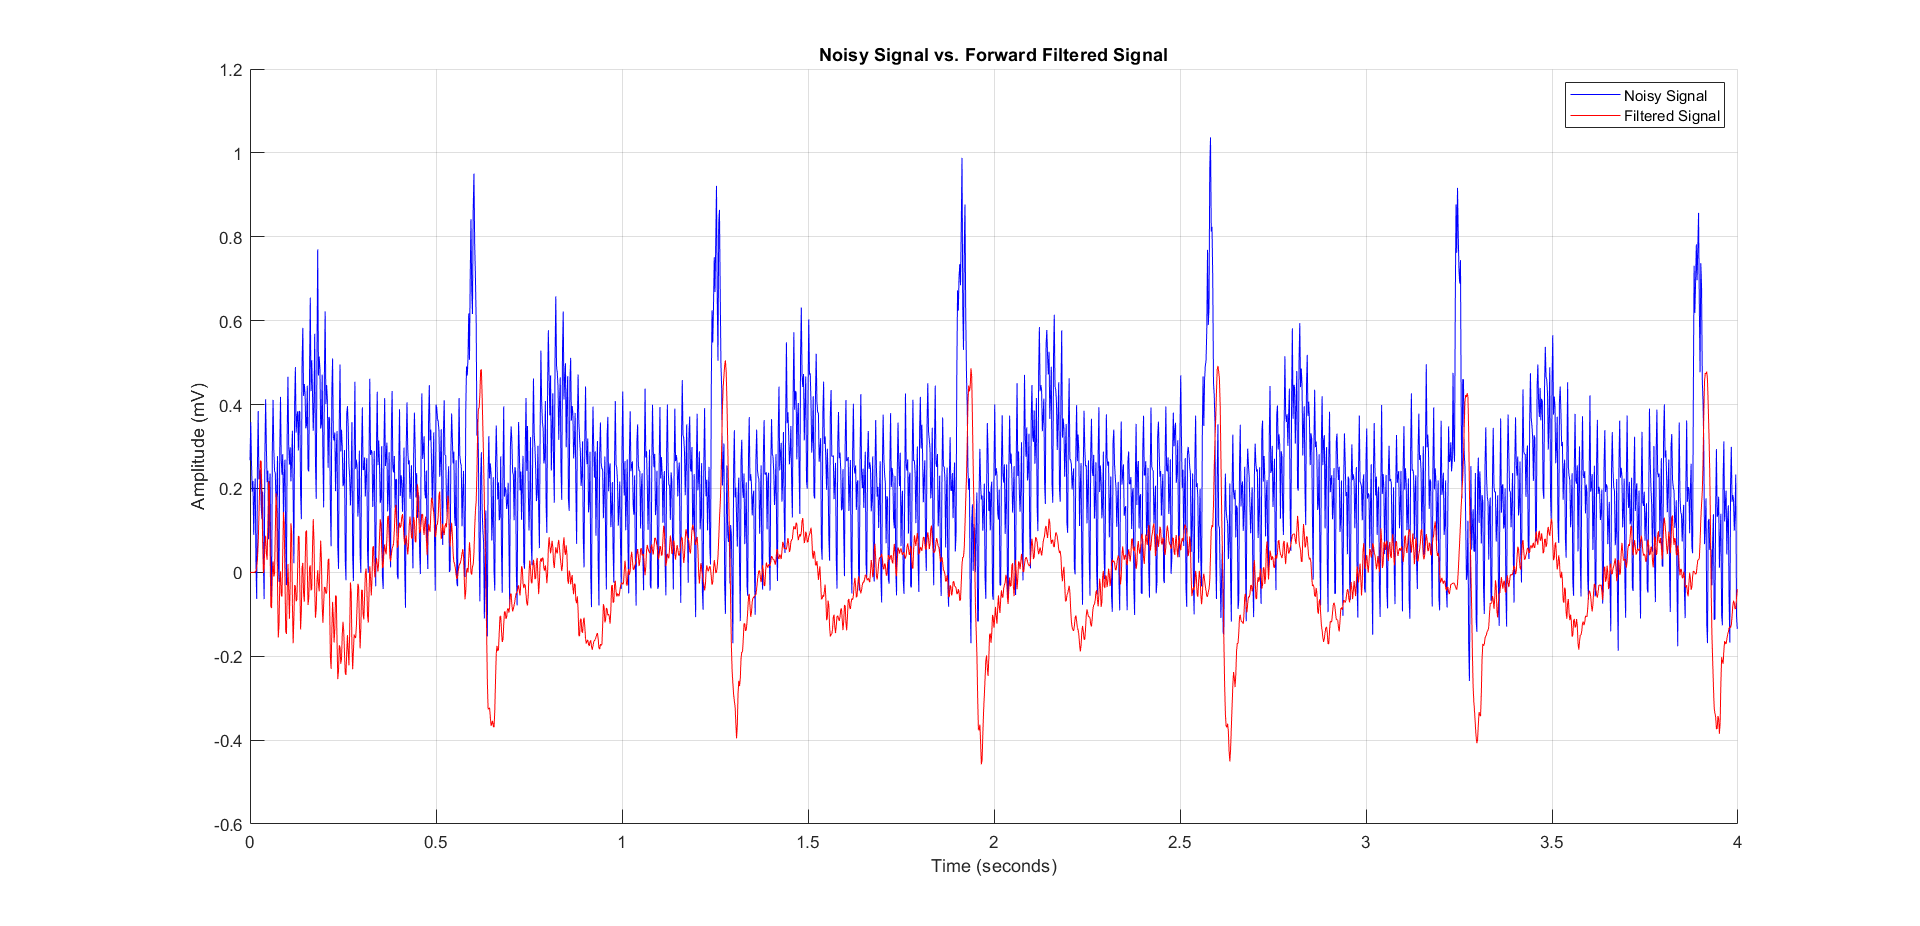 Noisy Signal vs. Forward Filtered Signal
1.2
1
0.8
0.6
0.4
0.2
0
-0.2
-0.4
-0.6
Amplitude (mV)
Noisy Signal
Filtered Signal
0 0.5 1 1.5 2 2.5 3 3.5 4
Time (seconds)